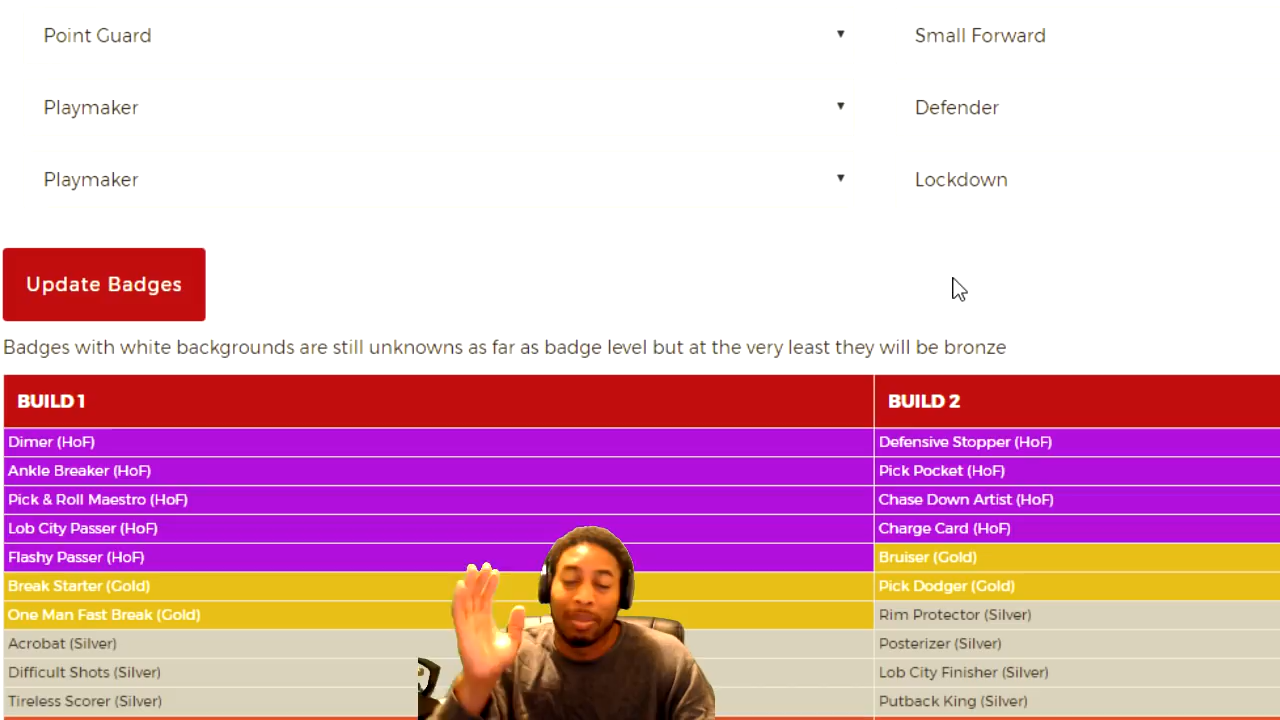 Point Guard ▼ Small Forward
Playmaker ▼ Defender
Playmaker ▼ Lockdown
Update Badges
Badges with white backgrounds are still unknowns as far as badge level but at the very least they will be bronze
BUILD 1 BUILD 2
Dimer (HoF) Defensive Stopper (HoF)
Ankle Breaker (HoF) Pick Pocket (HoF)
Pick & Roll Maestro (HoF) Chase Down Artist (HoF)
Lob City Passer (HoF) Charge Card (HoF)
Flashy Passer (HoF) Bruiser (Gold)
Break Starter (Gold) Pick Dodger (Gold)
One Man Fast Break (Gold) Rim Protector (Silver)
Acrobat (Silver) Posterizer (Silver)
Difficult Shots (Silver) Lob City Finisher (Silver)
Tireless Scorer (Silver) Putback King (Silver)